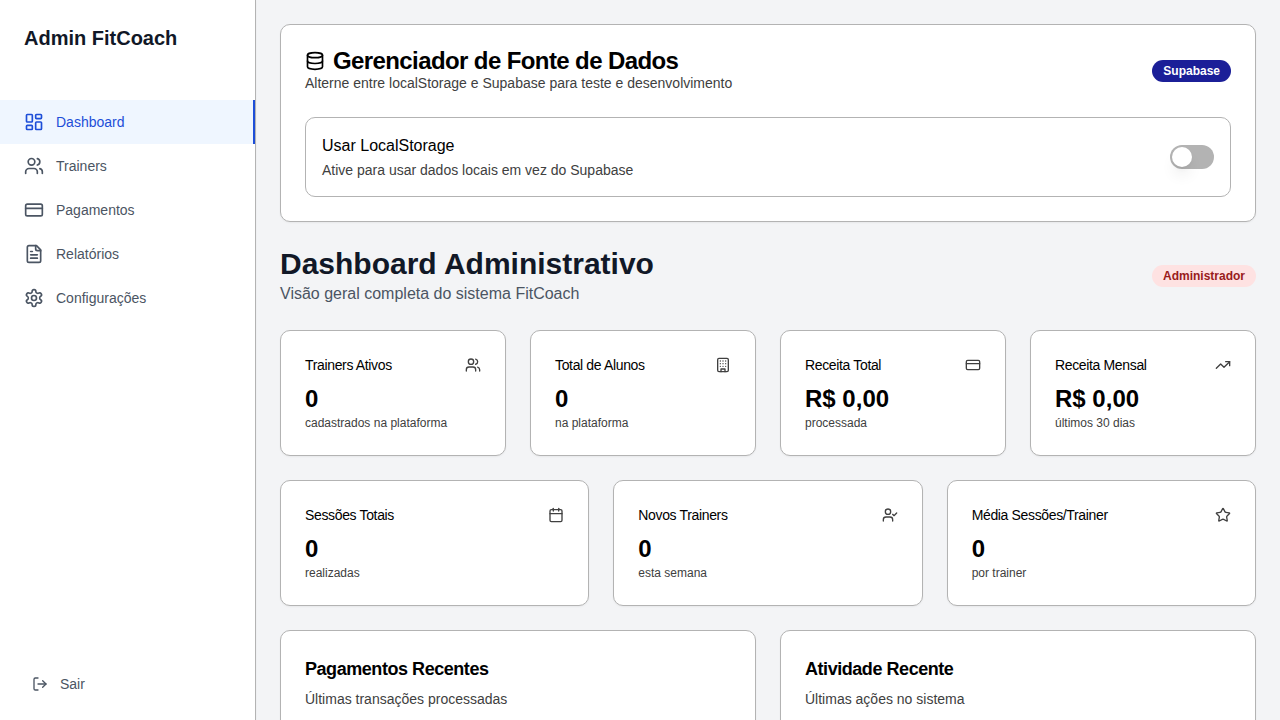 Admin FitCoach
Dashboard
Trainers
Pagamentos
Relatórios
Configurações
Sair
Gerenciador de Fonte de Dados
Alterne entre localStorage e Supabase para teste e desenvolvimento
Supabase
Usar LocalStorage
Ative para usar dados locais em vez do Supabase
Dashboard Administrativo
Visão geral completa do sistema FitCoach
Administrador
Trainers Ativos
0
cadastrados na plataforma
Total de Alunos
0
na plataforma
Receita Total
R$ 0,00
processada
Receita Mensal
R$ 0,00
últimos 30 dias
Sessões Totais
0
realizadas
Novos Trainers
0
esta semana
Média Sessões/Trainer
0
por trainer
Pagamentos Recentes
Últimas transações processadas
Atividade Recente
Últimas ações no sistema